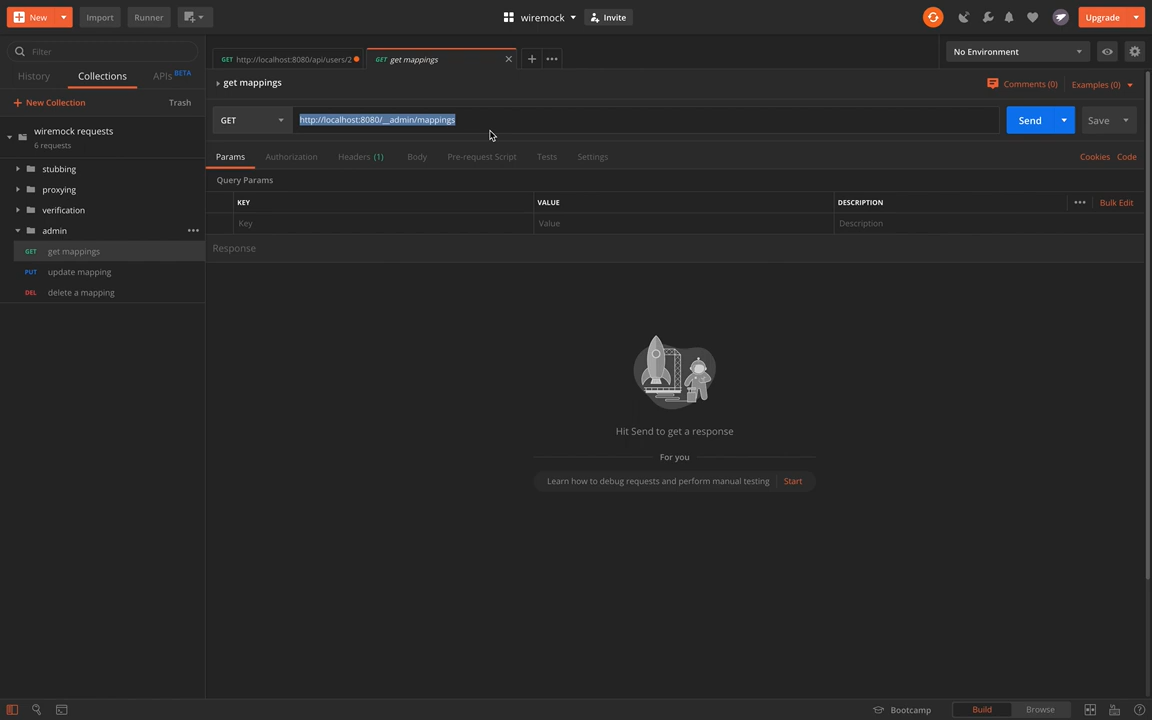 New
Import
Runner
wiremock
Invite
Upgrade
Filter
History
Collections
APIs BETA
New Collection
Trash
wiremock requests
6 requests
stubbing
proxying
verification
admin
GET get mappings
PUT update mapping
DEL delete a mapping
GET http://localhost:8080/api/users/2
GET get mappings
No Environment
get mappings
Comments (0)
Examples (0)
GET
http://localhost:8080/__admin/mappings
Send
Save
Params
Authorization
Headers (1)
Body
Pre-request Script
Tests
Settings
Cookies
Code
Query Params
KEY
VALUE
DESCRIPTION
Bulk Edit
Key
Value
Description
Response
Hit Send to get a response
For you
Learn how to debug requests and perform manual testing
Start
Bootcamp
Build
Browse